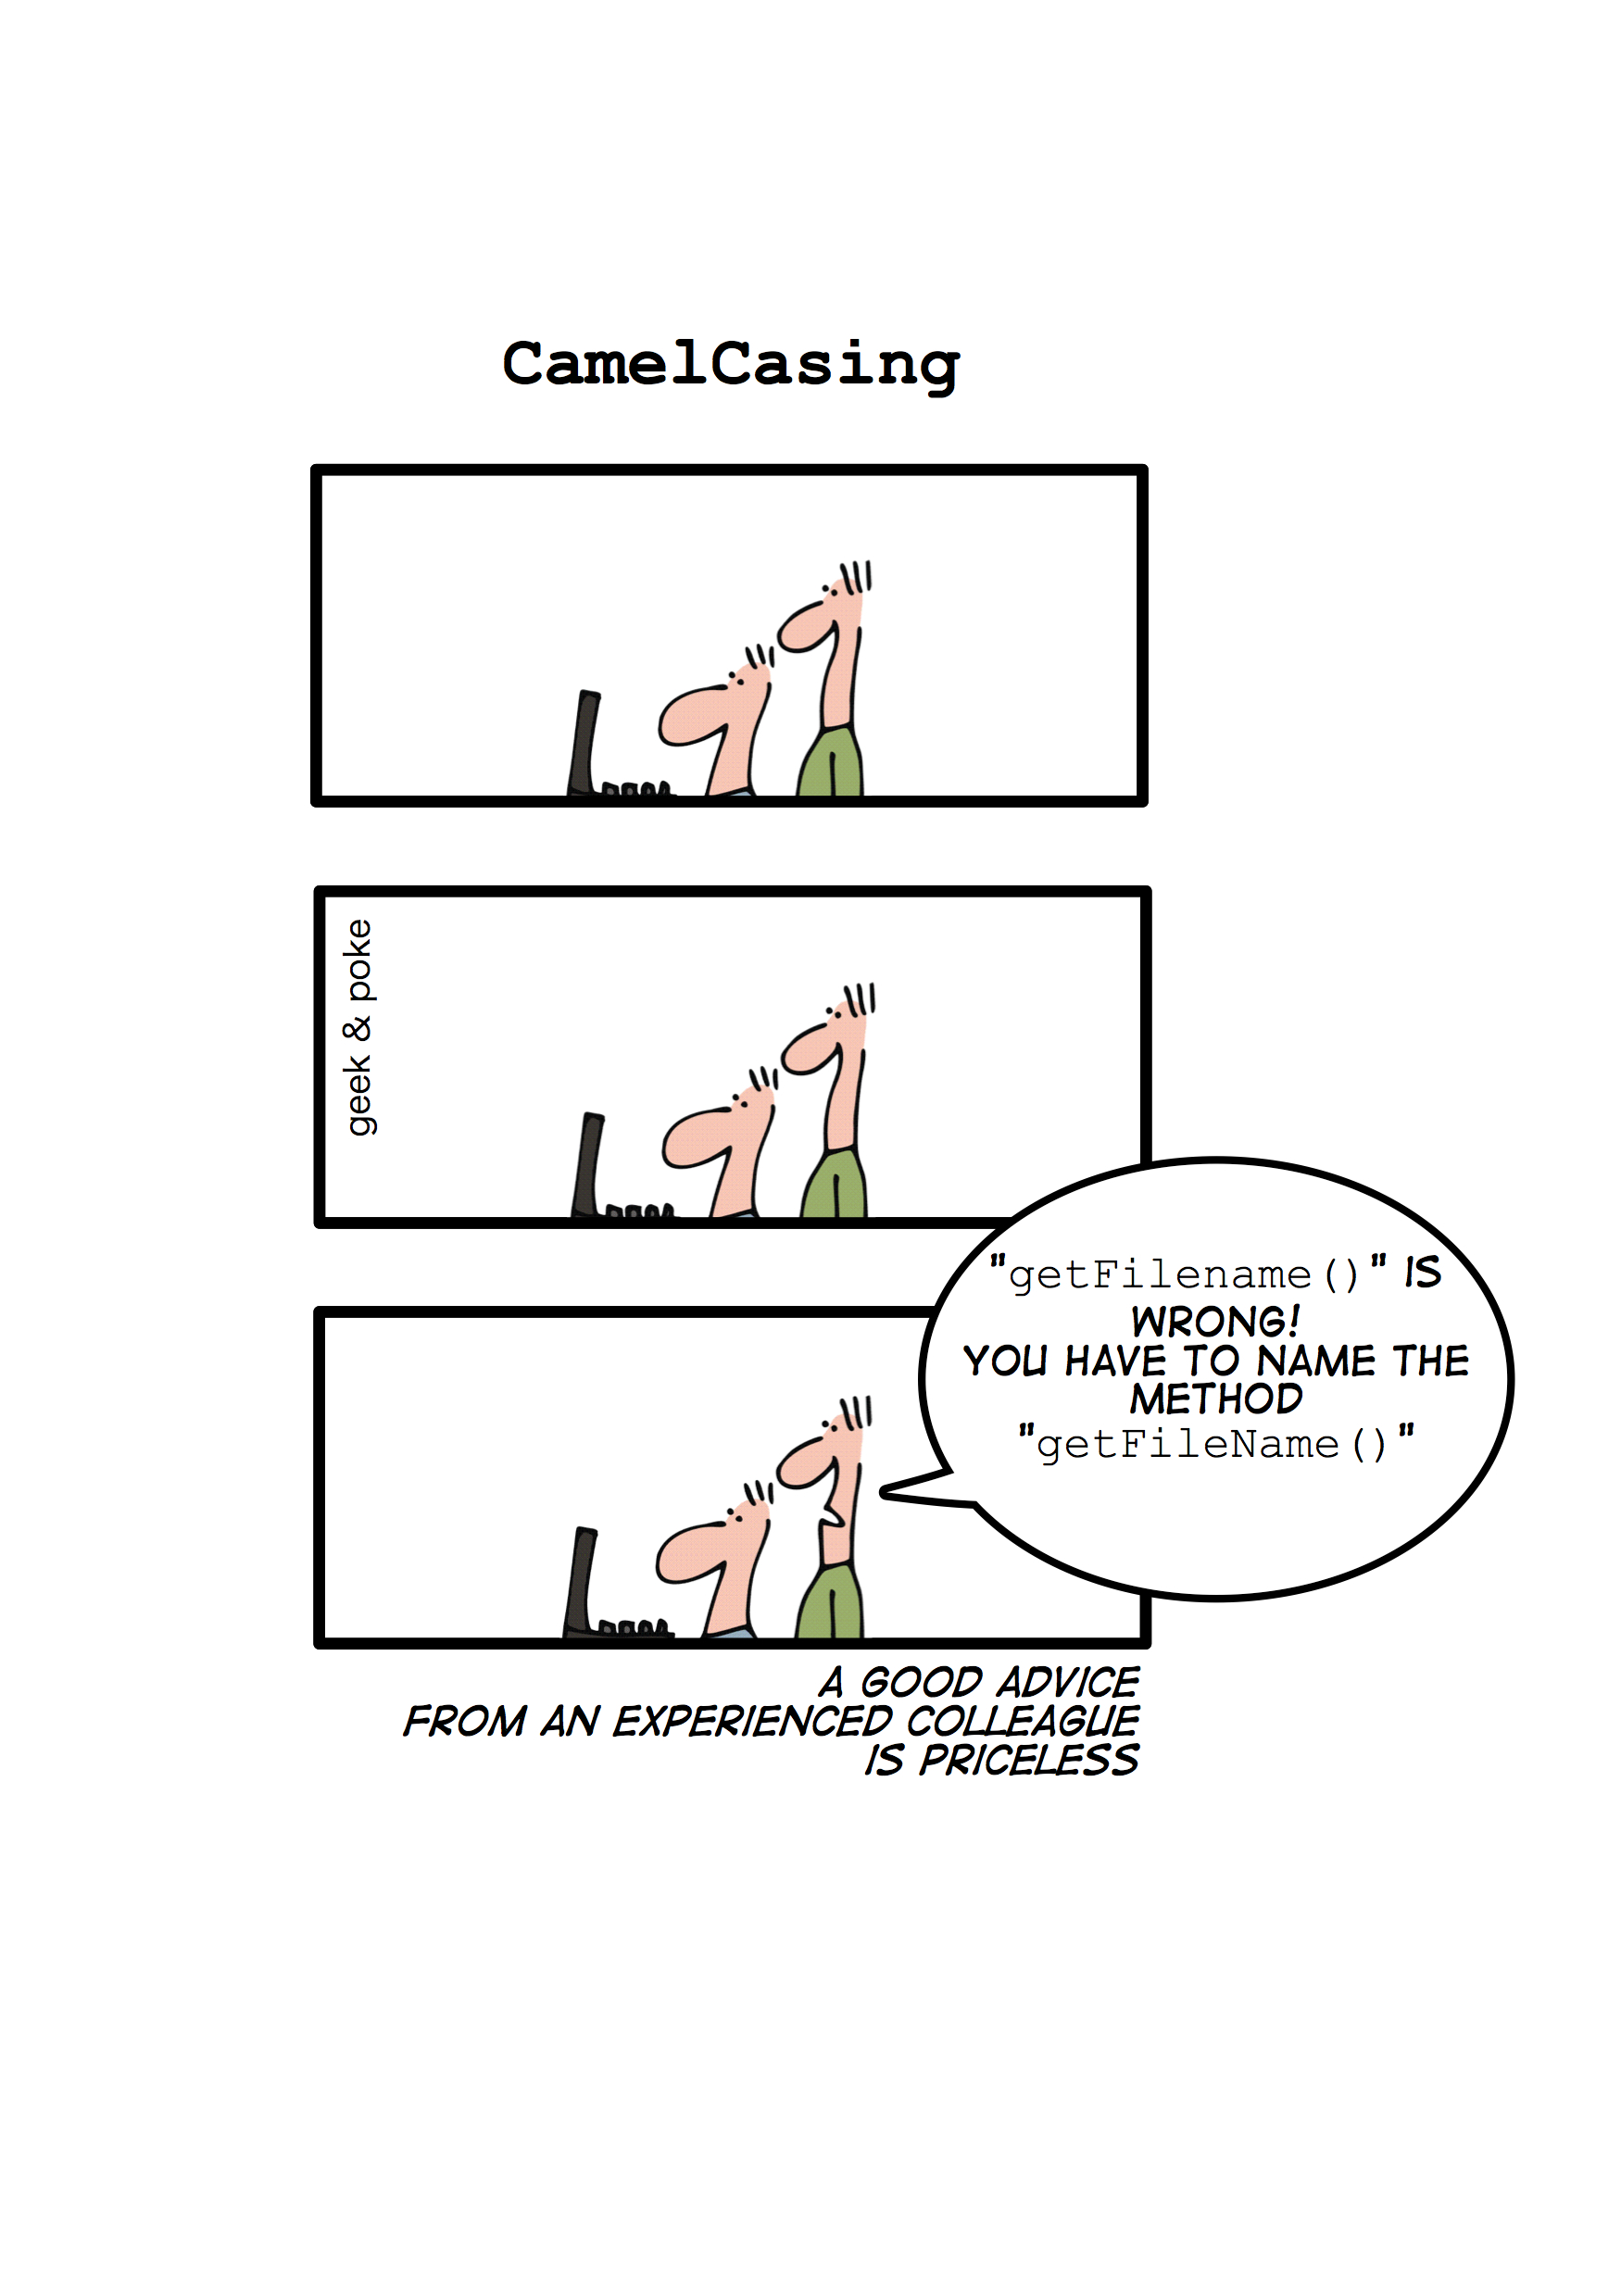 CamelCasing
geek & poke
"getFilename()" IS
WRONG!
YOU HAVE TO NAME THE
METHOD
"getFileName()"
A GOOD ADVICE
FROM AN EXPERIENCED COLLEAGUE
IS PRICELESS